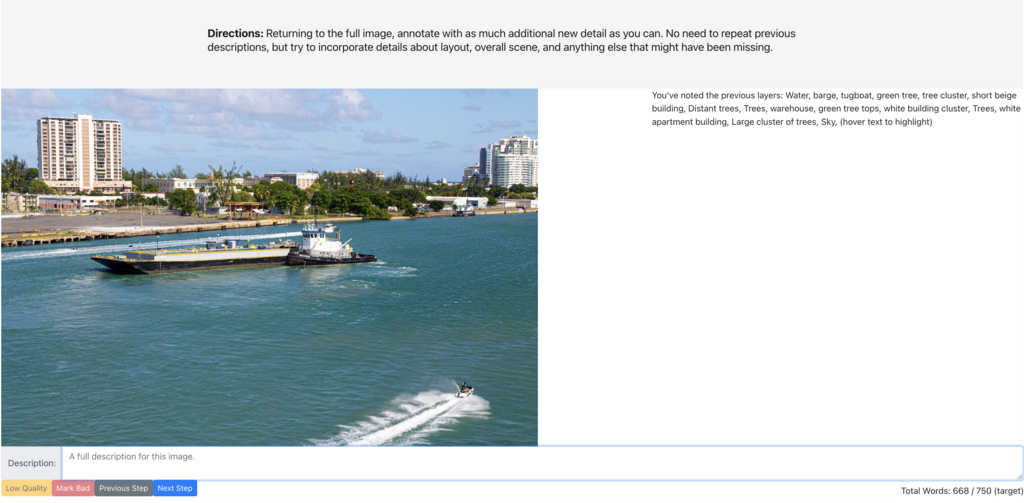 Directions: Returning to the full image, annotate with as much additional new detail as you can. No need to repeat previous
descriptions, but try to incorporate details about layout, overall scene, and anything else that might have been missing.
You've noted the previous layers: Water, barge, tugboat, green tree, tree cluster, short beige
building, Distant trees, Trees, warehouse, green tree tops, white building cluster, Trees, white
apartment building, Large cluster of trees, Sky, (hover text to highlight)
Description:
A full description for this image.
Low Quality
Mark Bad
Previous Step
Next Step
Total Words: 668 / 750 (target)